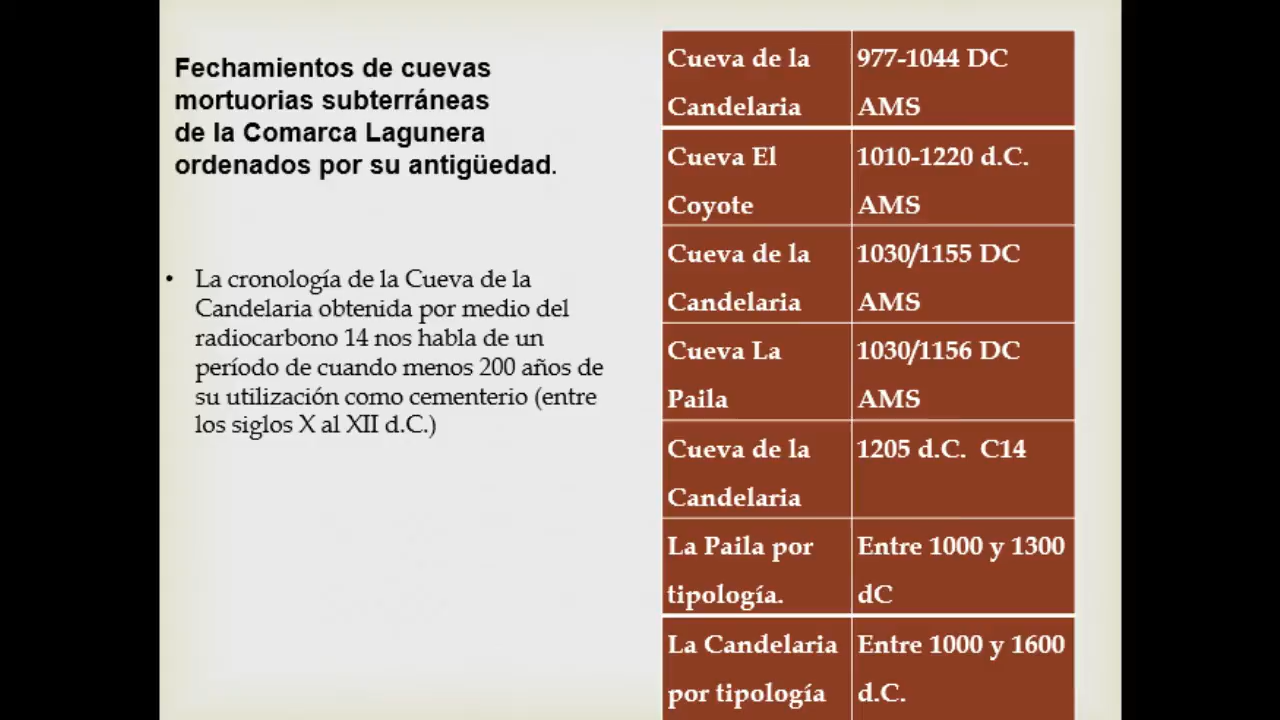 Fechamientos de cuevas
mortuorias subterráneas
de la Comarca Lagunera
ordenados por su antigüedad.
• La cronología de la Cueva de la
Candelaria obtenida por medio del
radiocarbono 14 nos habla de un
período de cuando menos 200 años de
su utilización como cementerio (entre
los siglos X al XII d.C.)
Cueva de la 977-1044 DC
Candelaria AMS
Cueva El 1010-1220 d.C.
Coyote AMS
Cueva de la 1030/1155 DC
Candelaria AMS
Cueva La 1030/1156 DC
Paila AMS
Cueva de la 1205 d.C. C14
Candelaria
La Paila por Entre 1000 y 1300
tipología. dC
La Candelaria Entre 1000 y 1600
por tipología d.C.